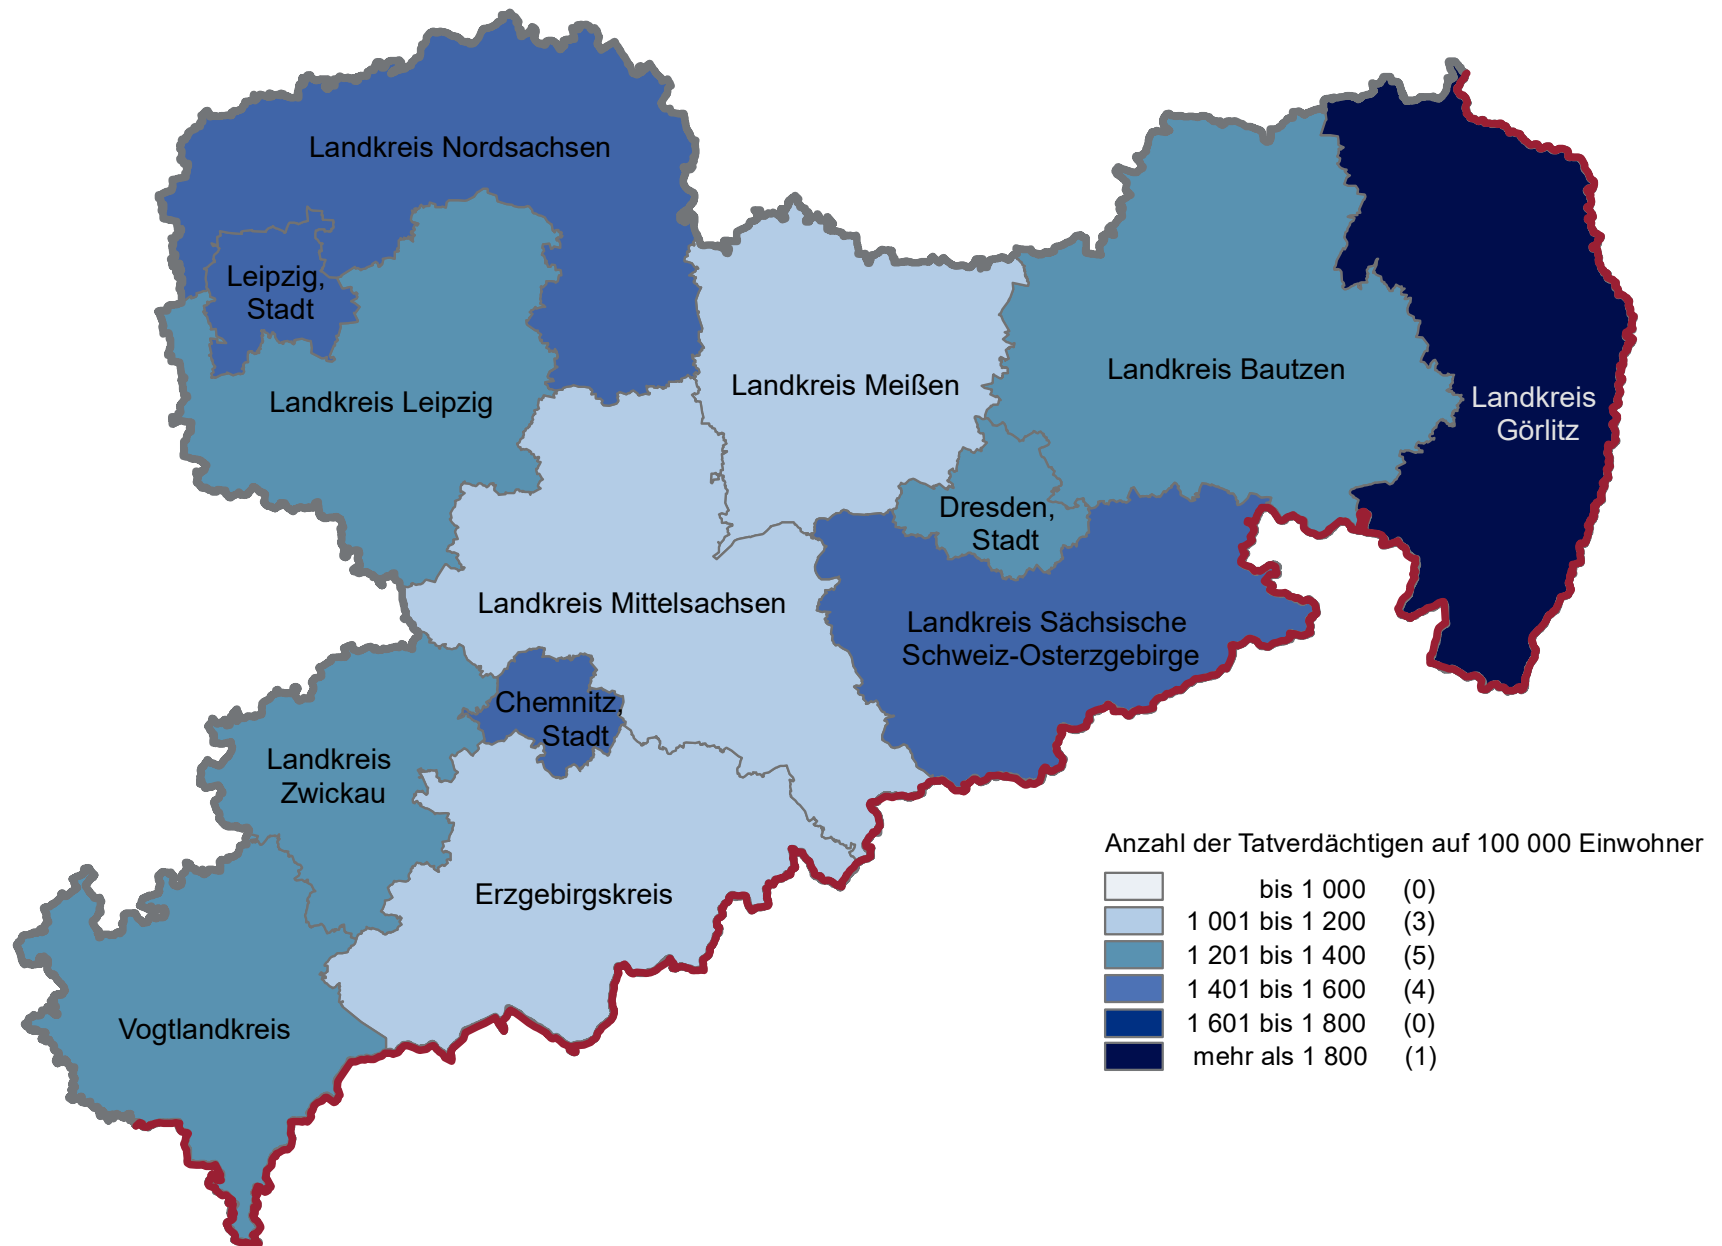 Landkreis Nordsachsen
Leipzig,
Stadt
Landkreis Leipzig
Landkreis Meißen
Landkreis Bautzen
Landkreis
Görlitz
Dresden,
Stadt
Landkreis Mittelsachsen
Landkreis Sächsische
Schweiz-Osterzgebirge
Chemnitz,
Stadt
Landkreis
Zwickau
Erzgebirgskreis
Vogtlandkreis
Anzahl der Tatverdächtigen auf 100 000 Einwohner
bis 1 000 (0)
1 001 bis 1 200 (3)
1 201 bis 1 400 (5)
1 401 bis 1 600 (4)
1 601 bis 1 800 (0)
mehr als 1 800 (1)